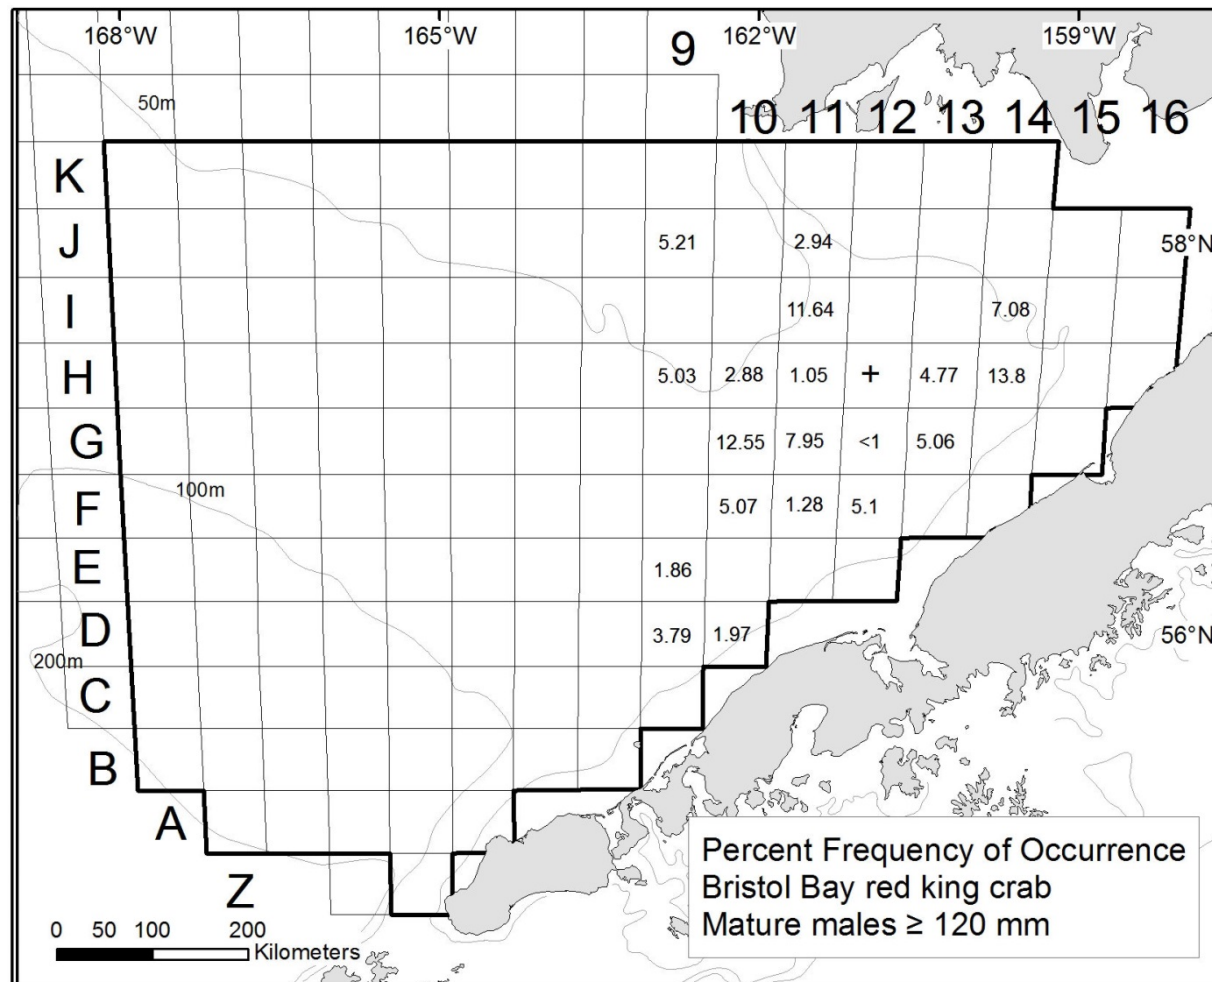 168°W 165°W 162°W 159°W
9
50m
10 11 12 13 14 15 16
K
J 5.21 2.94 58°N
I 11.64 7.08
H 5.03 2.88 1.05 + 4.77 13.8
G 12.55 7.95 <1 5.06
100m
F 5.07 1.28 5.1
E 1.86
D 3.79 1.97 56°N
200m
C
B
A
Z
Percent Frequency of Occurrence
Bristol Bay red king crab
Mature males ≥ 120 mm
0 50 100 200
Kilometers